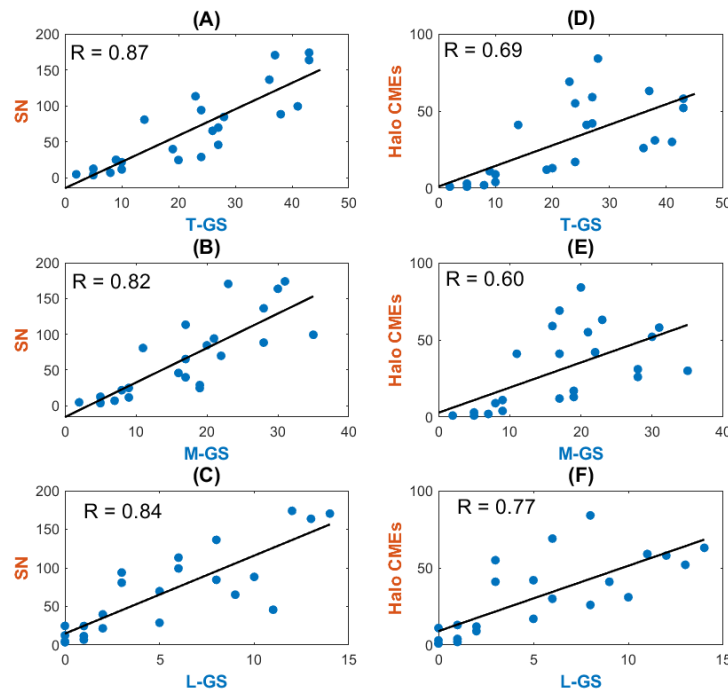 (A)
R = 0.87
SN
200
150
100
50
0
0 10 20 30 40 50
T-GS
(D)
R = 0.69
Halo CMEs
100
50
0
0 10 20 30 40 50
T-GS
(B)
R = 0.82
SN
200
150
100
50
0
0 10 20 30 40
M-GS
(E)
R = 0.60
Halo CMEs
100
50
0
0 10 20 30 40
M-GS
(C)
R = 0.84
SN
200
150
100
50
0
0 5 10 15
L-GS
(F)
R = 0.77
Halo CMEs
100
50
0
0 5 10 15
L-GS